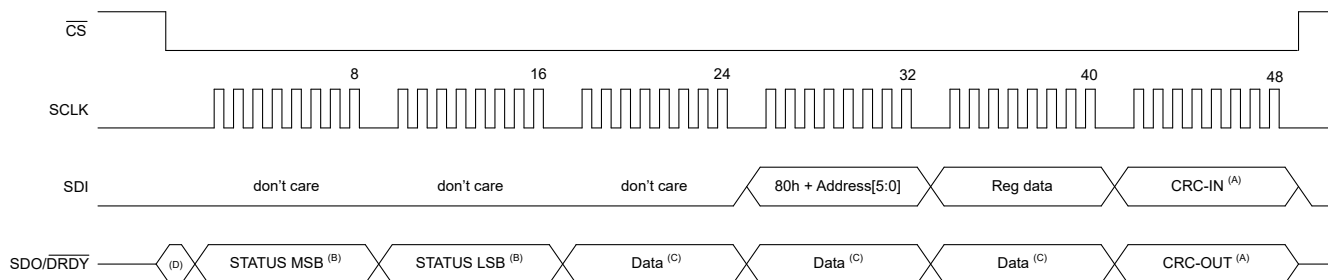 CS
8 16 24 32 40 48
SCLK
SDI don't care don't care don't care 80h + Address[5:0] Reg data CRC-IN (A)
SDO/DRDY (D) STATUS MSB (B) STATUS LSB (B) Data (C) Data (C) Data (C) CRC-OUT (A)